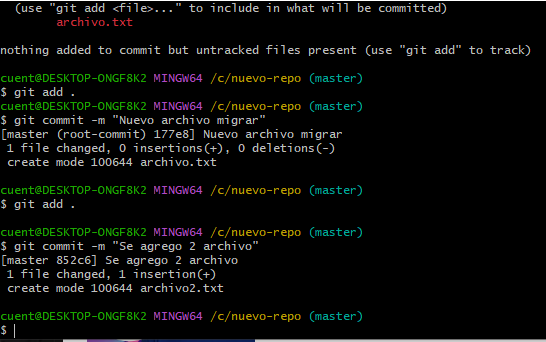 (use "git add <file>..." to include in what will be committed)
archivo.txt
nothing added to commit but untracked files present (use "git add" to track)
cuent@DESKTOP-ONGF8K2 MINGW64 /c/nuevo-repo (master)
$ git add .
cuent@DESKTOP-ONGF8K2 MINGW64 /c/nuevo-repo (master)
$ git commit -m "Nuevo archivo migrar"
[master (root-commit) 177e8] Nuevo archivo migrar
1 file changed, 0 insertions(+), 0 deletions(-)
create mode 100644 archivo.txt
cuent@DESKTOP-ONGF8K2 MINGW64 /c/nuevo-repo (master)
$ git add .
cuent@DESKTOP-ONGF8K2 MINGW64 /c/nuevo-repo (master)
$ git commit -m "Se agrego 2 archivo"
[master 852c6] Se agrego 2 archivo
1 file changed, 1 insertion(+)
create mode 100644 archivo2.txt
cuent@DESKTOP-ONGF8K2 MINGW64 /c/nuevo-repo (master)
$